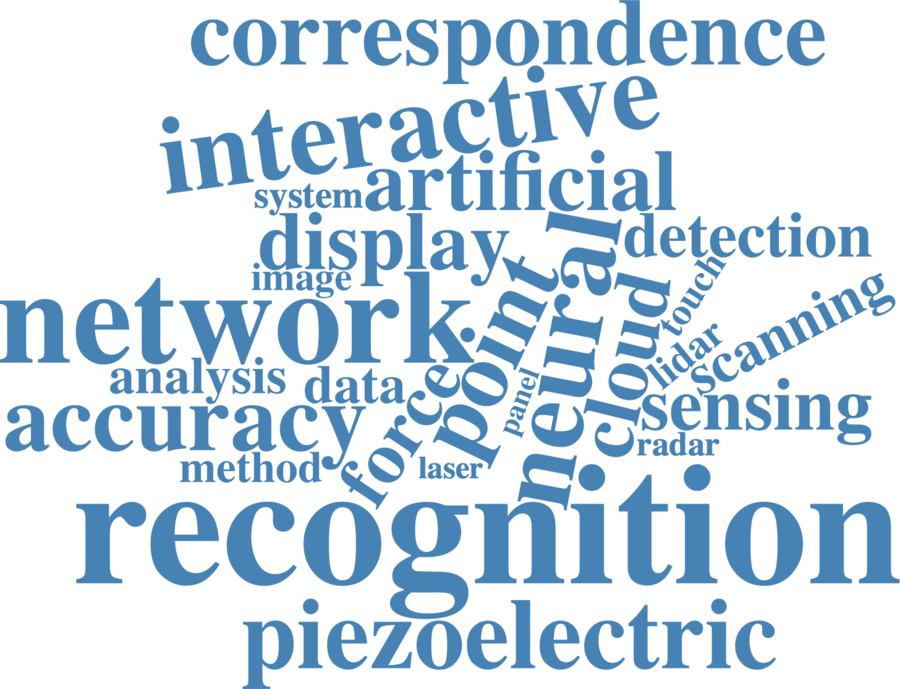 correspondence
interactive
system
artificial
display
detection
image
touch
network
point
neural
cloud
scanning
lidar
analysis
data
force
panel
accuracy
sensing
method
laser
radar
recognition
piezoelectric